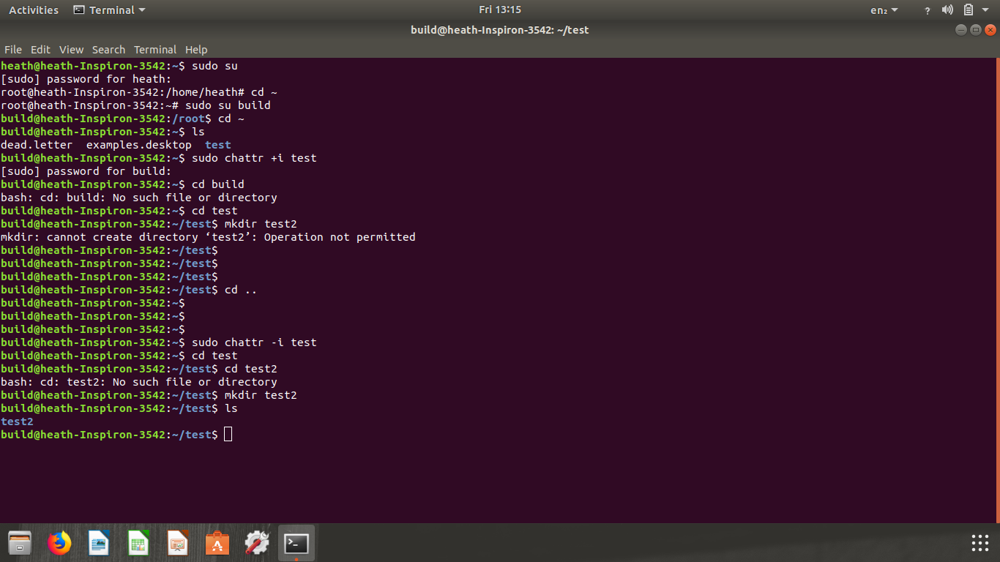 Activities Terminal Fri 13:15 en₂ ?
build@heath-Inspiron-3542: ~/test
File Edit View Search Terminal Help
heath@heath-Inspiron-3542:~$ sudo su
[sudo] password for heath:
root@heath-Inspiron-3542:/home/heath# cd ~
root@heath-Inspiron-3542:~# sudo su build
build@heath-Inspiron-3542:/root$ cd ~
build@heath-Inspiron-3542:~$ ls
dead.letter  examples.desktop  test
build@heath-Inspiron-3542:~$ sudo chattr +i test
[sudo] password for build:
build@heath-Inspiron-3542:~$ cd build
bash: cd: build: No such file or directory
build@heath-Inspiron-3542:~$ cd test
build@heath-Inspiron-3542:~/test$ mkdir test2
mkdir: cannot create directory ‘test2’: Operation not permitted
build@heath-Inspiron-3542:~/test$
build@heath-Inspiron-3542:~/test$
build@heath-Inspiron-3542:~/test$
build@heath-Inspiron-3542:~/test$ cd ..
build@heath-Inspiron-3542:~$
build@heath-Inspiron-3542:~$
build@heath-Inspiron-3542:~$
build@heath-Inspiron-3542:~$ sudo chattr -i test
build@heath-Inspiron-3542:~$ cd test
build@heath-Inspiron-3542:~/test$ cd test2
bash: cd: test2: No such file or directory
build@heath-Inspiron-3542:~/test$ mkdir test2
build@heath-Inspiron-3542:~/test$ ls
test2
build@heath-Inspiron-3542:~/test$